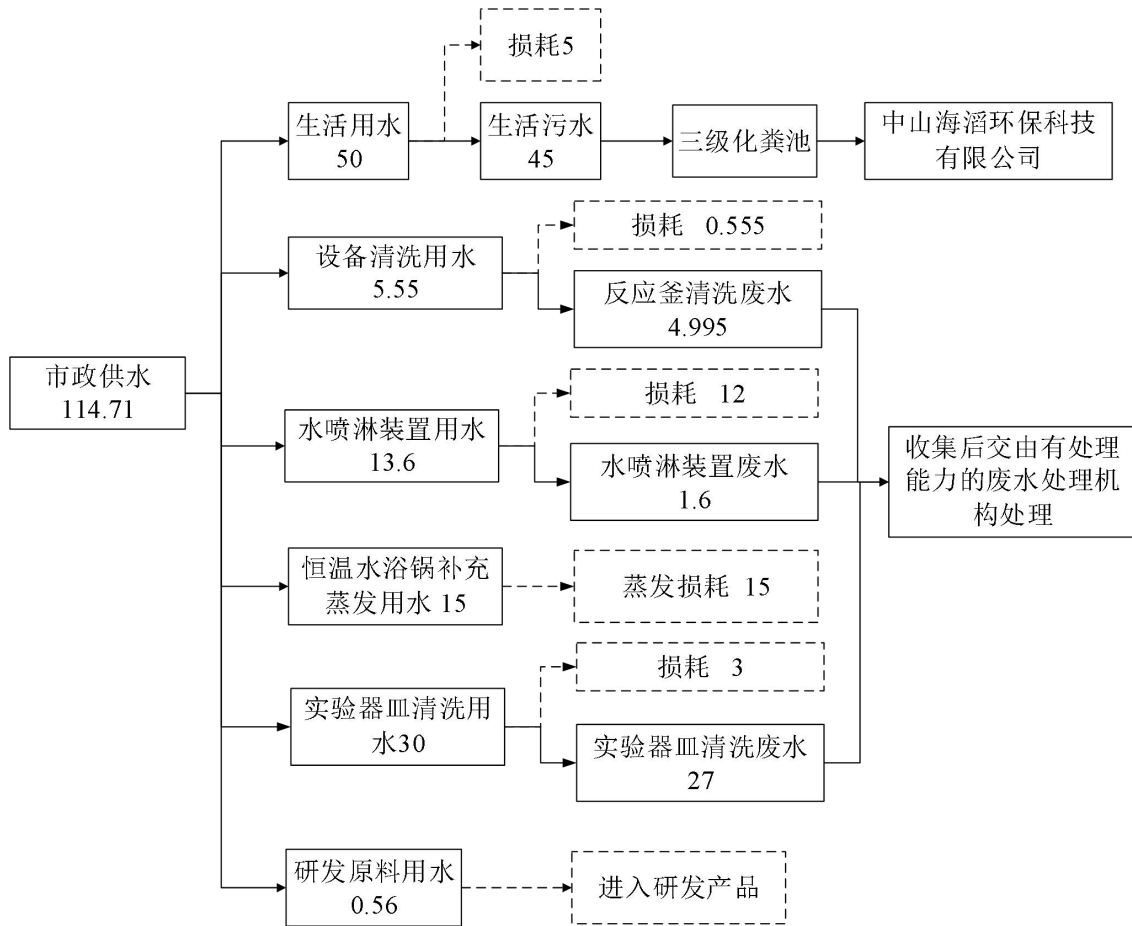 损耗5
生活用水
50
生活污水
45
三级化粪池
中山海滔环保科技
有限公司
损耗 0.555
设备清洗用水
5.55
反应釜清洗废水
4.995
市政供水
114.71
损耗 12
水喷淋装置用水
13.6
水喷淋装置废水
1.6
收集后交由有处理
能力的废水处理机
构处理
恒温水浴锅补充
蒸发用水 15
蒸发损耗 15
损耗 3
实验器皿清洗用
水30
实验器皿清洗废水
27
研发原料用水
0.56
进入研发产品